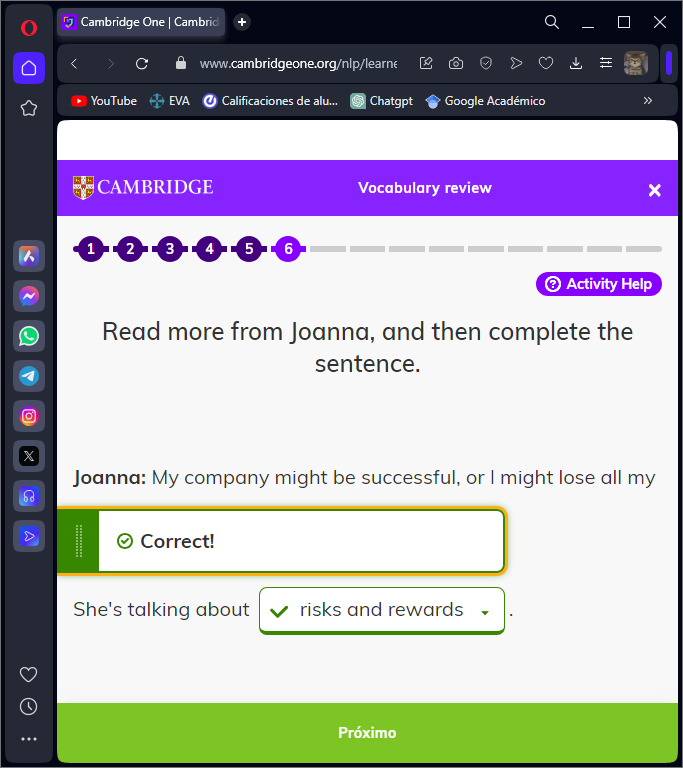 Cambridge One | Cambrid
www.cambridgeone.org/nlp/learne
YouTube
EVA
Calificaciones de alu...
Chatgpt
Google Académico
CAMBRIDGE
Vocabulary review
1 2 3 4 5 6
Activity Help
Read more from Joanna, and then complete the
sentence.
Joanna: My company might be successful, or I might lose all my
Correct!
She's talking about risks and rewards .
Próximo